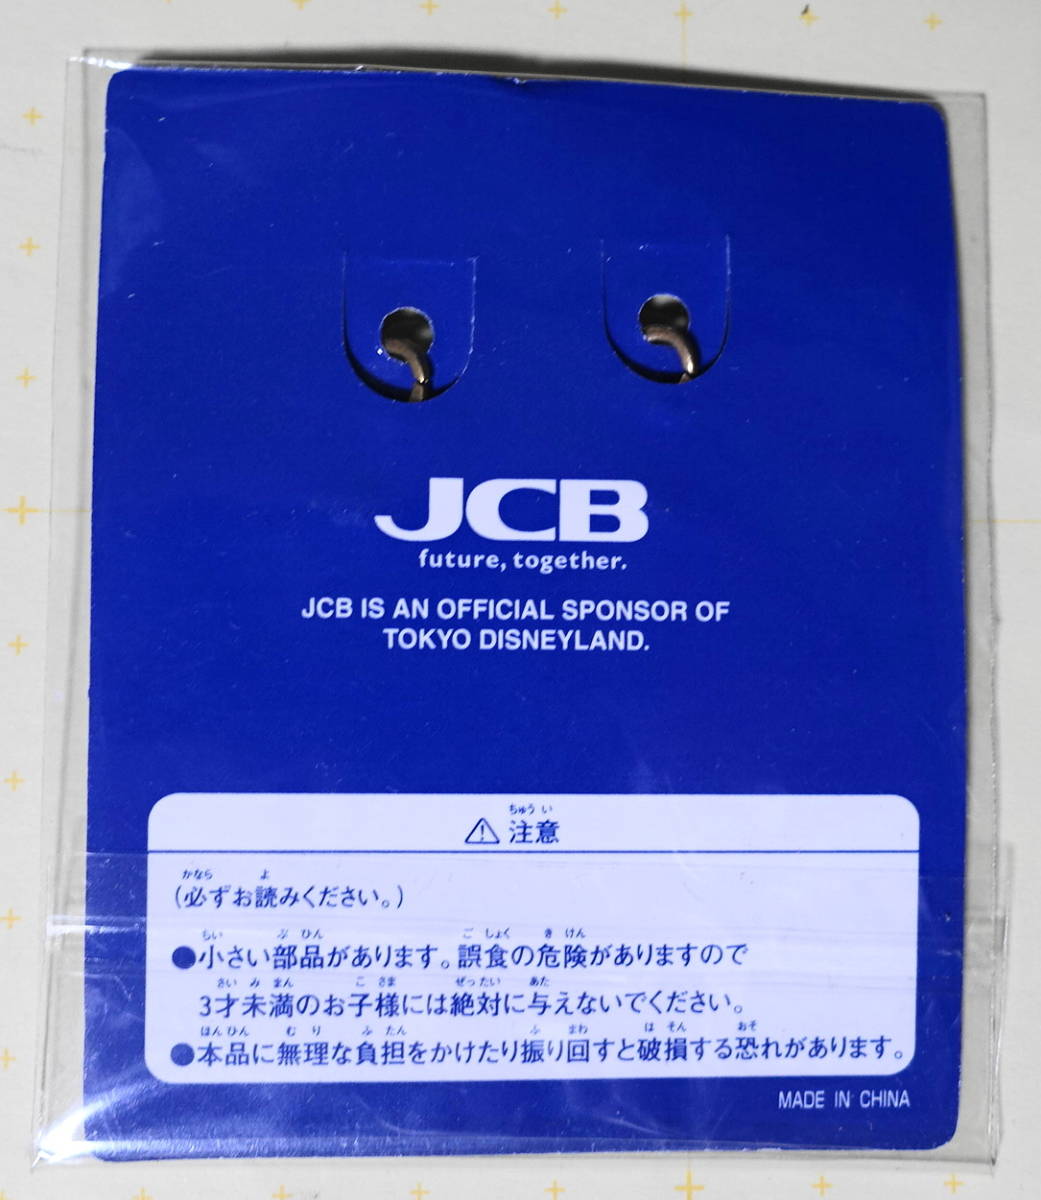 JCB
future, together.
JCB IS AN OFFICIAL SPONSOR OF
TOKYO DISNEYLAND.
ちゅう い
⚠ 注意
かなら よ
(必ずお読みください。)
ちい ぶ ひん ご しょく き けん
●小さい部品があります。誤食の危険がありますので
さい み まん こ さま ぜったい あた
3才未満のお子様には絶対に与えないでください。
ほんひん む り ふ たん ふ まわ は そん おそ
●本品に無理な負担をかけたり振り回すと破損する恐れがあります。
MADE IN CHINA